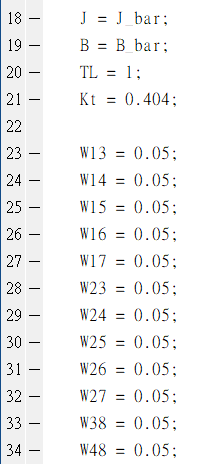 18 – J = J_bar;
19 – B = B_bar;
20 – TL = 1;
21 – Kt = 0.404;
22
23 – W13 = 0.05;
24 – W14 = 0.05;
25 – W15 = 0.05;
26 – W16 = 0.05;
27 – W17 = 0.05;
28 – W23 = 0.05;
29 – W24 = 0.05;
30 – W25 = 0.05;
31 – W26 = 0.05;
32 – W27 = 0.05;
33 – W38 = 0.05;
34 – W48 = 0.05;